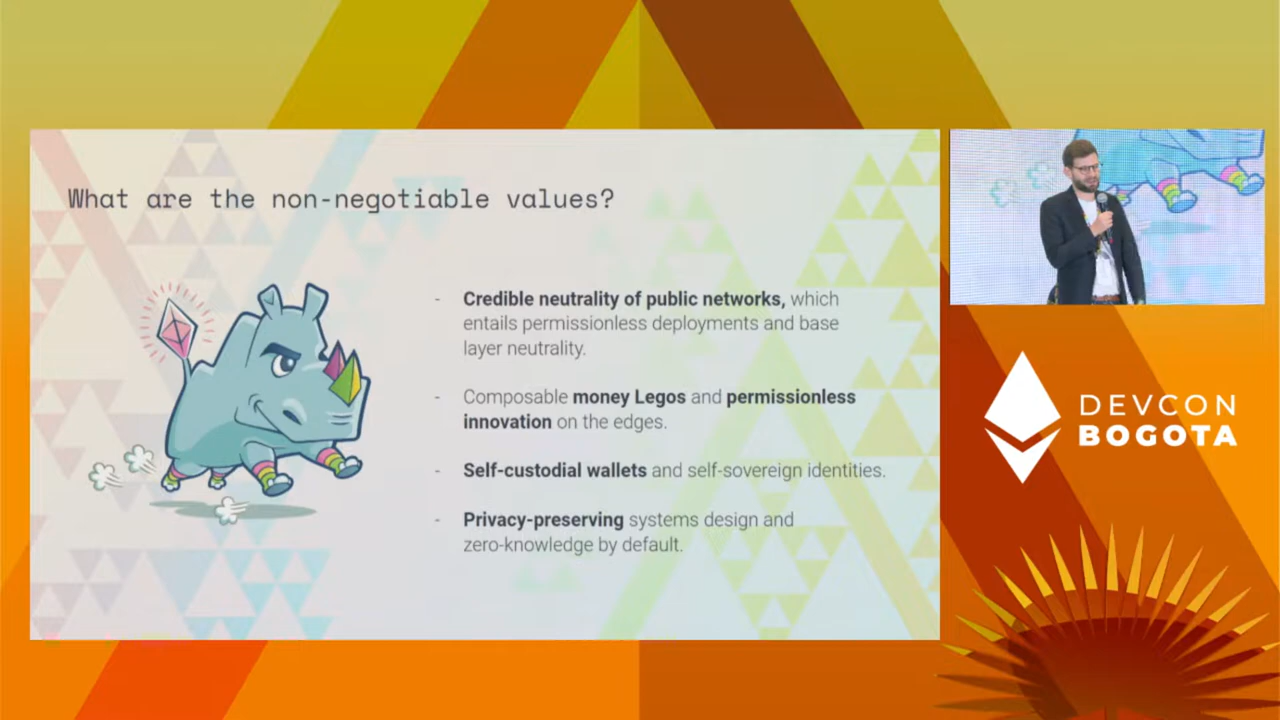 What are the non-negotiable values?
- Credible neutrality of public networks, which
entails permissionless deployments and base
layer neutrality.
- Composable money Legos and permissionless
innovation on the edges.
- Self-custodial wallets and self-sovereign identities.
- Privacy-preserving systems design and
zero-knowledge by default.
DEVCON
BOGOTA